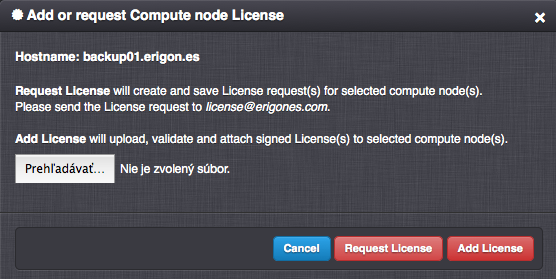 Add or request Compute node License
Hostname: backup01.erigon.es
Request License will create and save License request(s) for selected compute node(s).
Please send the License request to license@erigones.com.
Add License will upload, validate and attach signed License(s) to selected compute node(s).
Prehľadávať... Nie je zvolený súbor.
Cancel Request License Add License